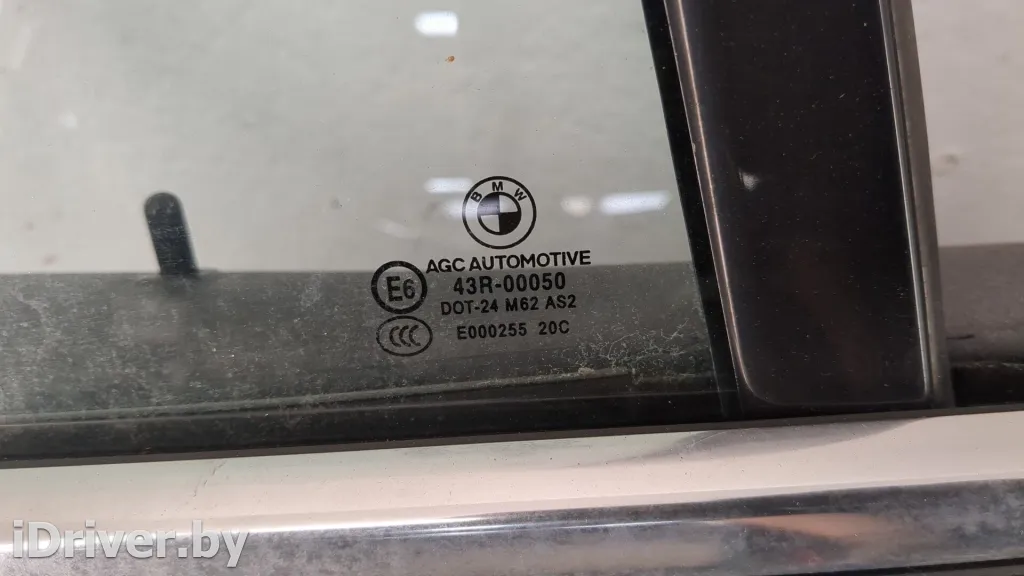 BMW
AGC AUTOMOTIVE
E6 43R-00050
DOT-24 M62 AS2
CCC E000255 20C
iDriver.by